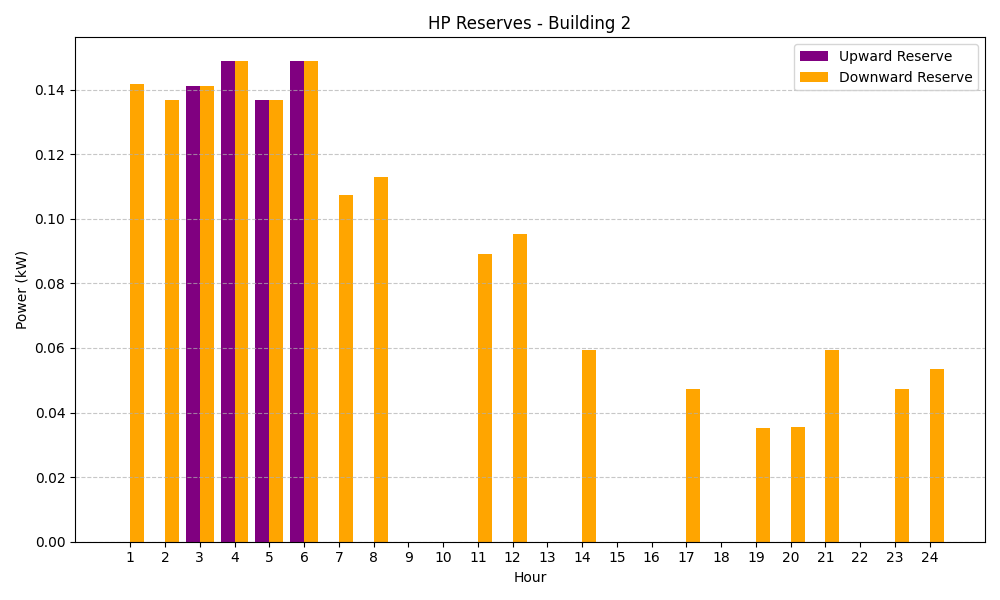 HP Reserves - Building 2
Upward Reserve
Downward Reserve
Power (kW)
0.14
0.12
0.10
0.08
0.06
0.04
0.02
0.00
1 2 3 4 5 6 7 8 9 10 11 12 13 14 15 16 17 18 19 20 21 22 23 24
Hour